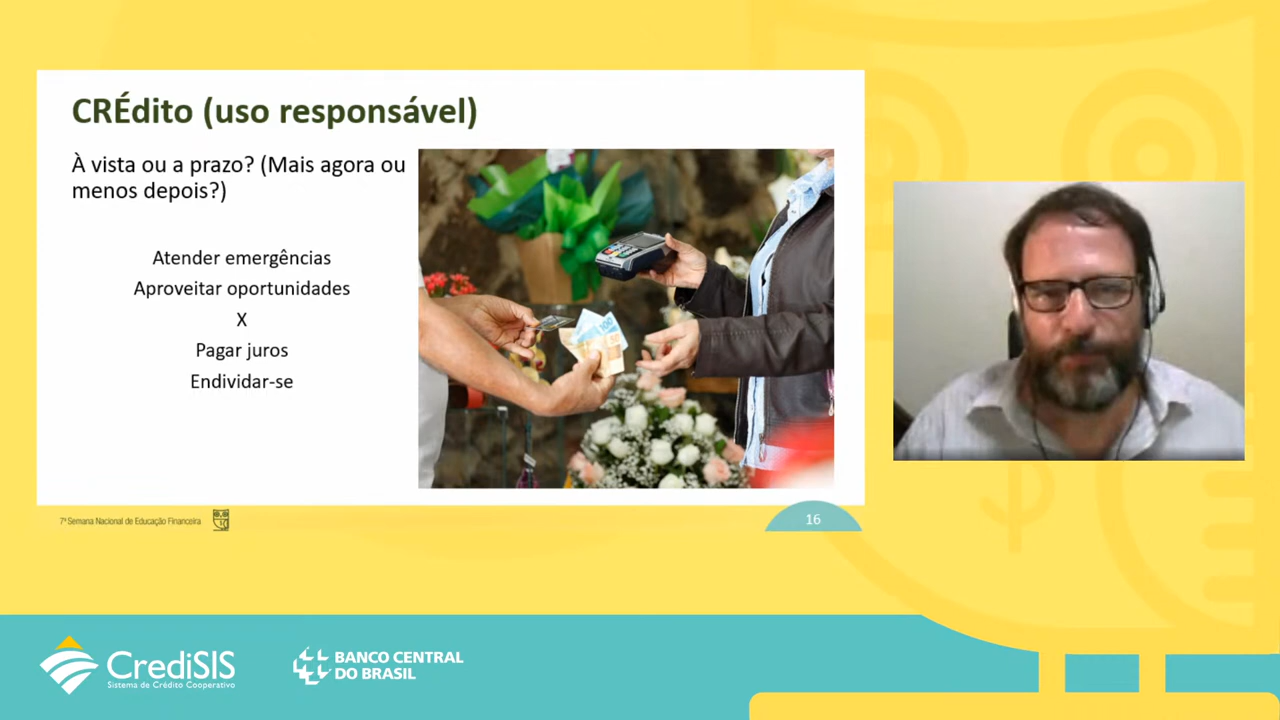 CRÉdito (uso responsável)
À vista ou a prazo? (Mais agora ou
menos depois?)
Atender emergências
Aproveitar oportunidades
X
Pagar juros
Endividar-se
100
7ª Semana Nacional de Educação Financeira
16
CrediSIS
Sistema de Crédito Cooperativo
BANCO CENTRAL
DO BRASIL